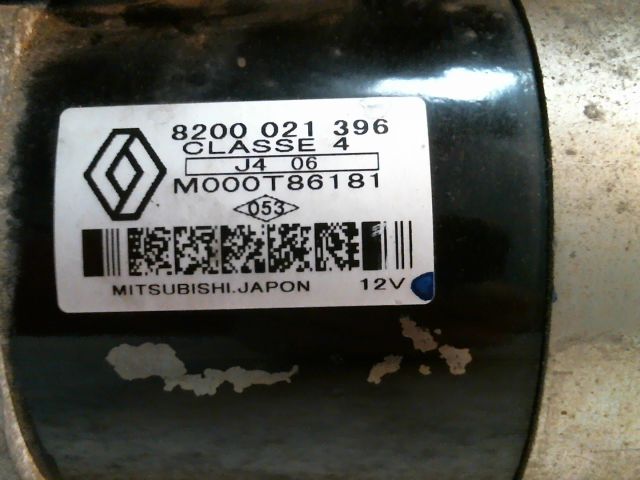 8200 021 396
CLASSE 4
J4 06
M000T86181
053
MITSUBISHI.JAPON 12V